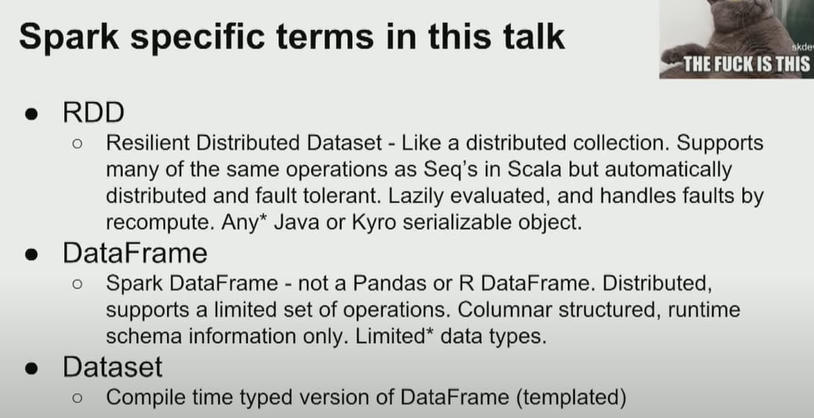 Spark specific terms in this talk
skdev
THE FUCK IS THIS
● RDD
○ Resilient Distributed Dataset - Like a distributed collection. Supports
many of the same operations as Seq's in Scala but automatically
distributed and fault tolerant. Lazily evaluated, and handles faults by
recompute. Any* Java or Kyro serializable object.
● DataFrame
○ Spark DataFrame - not a Pandas or R DataFrame. Distributed,
supports a limited set of operations. Columnar structured, runtime
schema information only. Limited* data types.
● Dataset
○ Compile time typed version of DataFrame (templated)